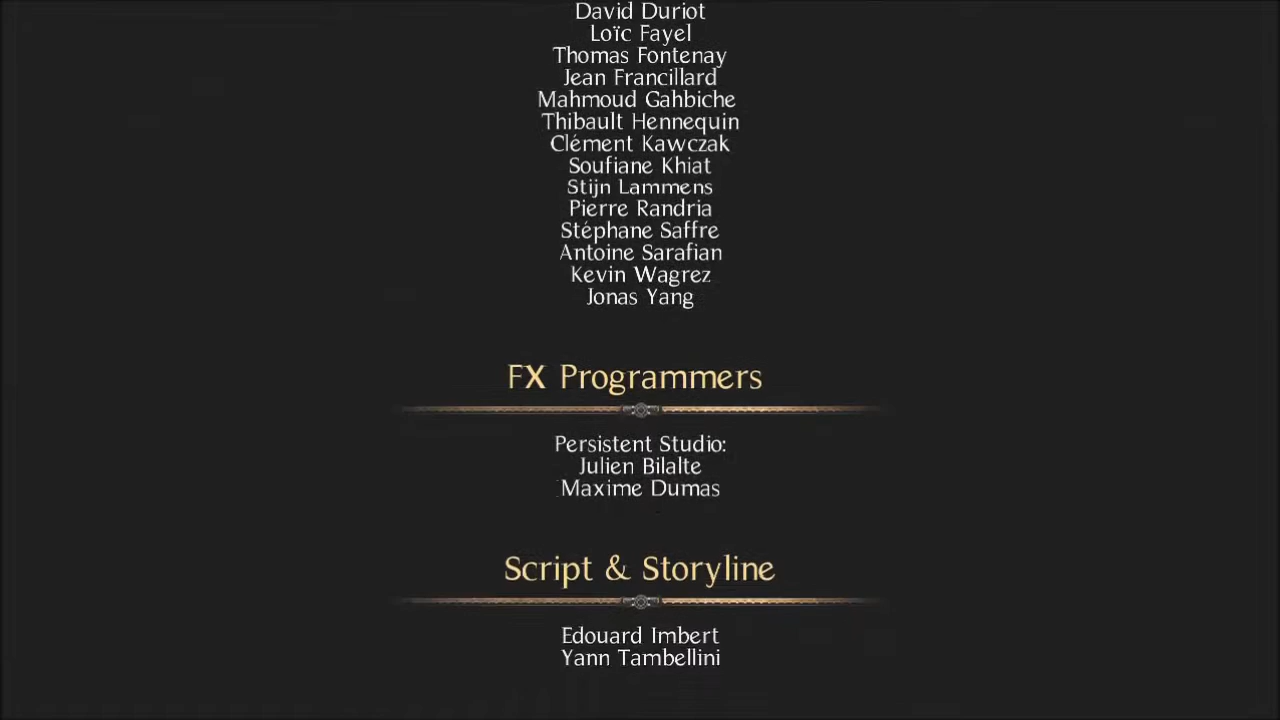 David Duriot
Loïc Fayel
Thomas Fontenay
Jean Francillard
Mahmoud Gahbiche
Thibault Hennequin
Clément Kawczak
Soufiane Khiat
Stijn Lammens
Pierre Randria
Stéphane Saffre
Antoine Sarafian
Kevin Wagrez
Jonas Yang
FX Programmers
Persistent Studio:
Julien Bilalte
Maxime Dumas
Script & Storyline
Edouard Imbert
Yann Tambellini